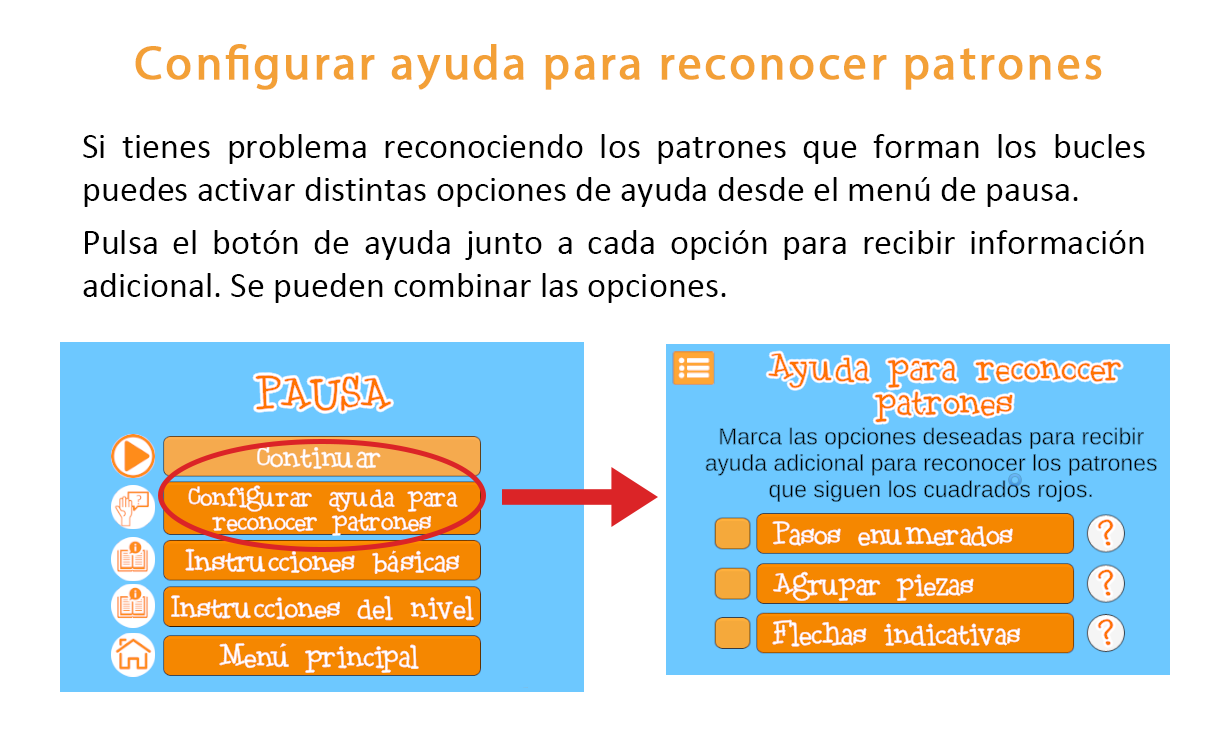 Configurar ayuda para reconocer patrones
Si tienes problema reconociendo los patrones que forman los bucles
puedes activar distintas opciones de ayuda desde el menú de pausa.
Pulsa el botón de ayuda junto a cada opción para recibir información
adicional. Se pueden combinar las opciones.
PAUSA
Continuar
Configurar ayuda para
reconocer patrones
Instrucciones básicas
Instrucciones del nivel
Menú principal
Ayuda para reconocer
patrones
Marca las opciones deseadas para recibir
ayuda adicional para reconocer los patrones
que siguen los cuadrados rojos.
Pasos enumerados
?
Agrupar piezas
?
Flechas indicativas
?